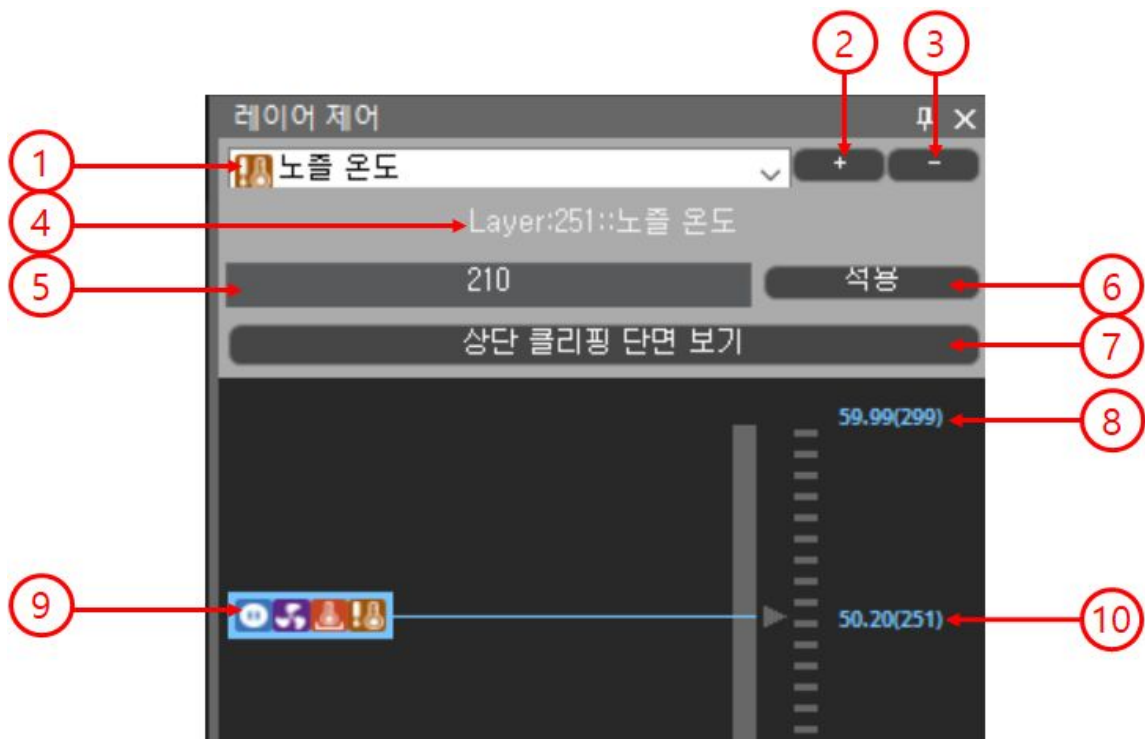 2 3
레이어 제어
1 노즐 온도 + -
4 Layer:251::노즐 온도
5 210 적용 6
상단 클리핑 단면 보기 7
59.99(299) 8
9 50.20(251) 10